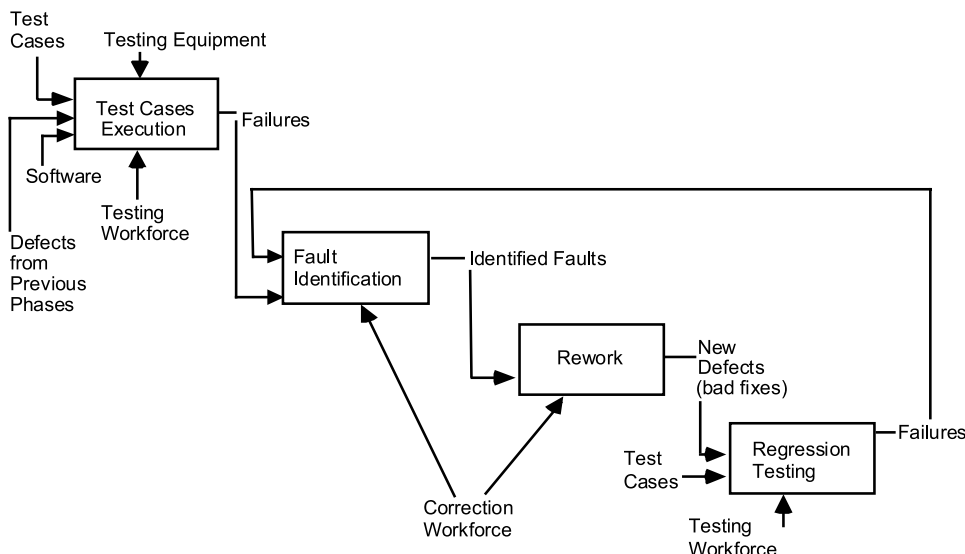 Test
Cases
Testing Equipment
Test Cases
Execution
Failures
Software
Testing
Workforce
Defects
from
Previous
Phases
Fault
Identification
Identified Faults
Rework
New
Defects
(bad fixes)
Regression
Testing
Failures
Test
Cases
Correction
Workforce
Testing
Workforce